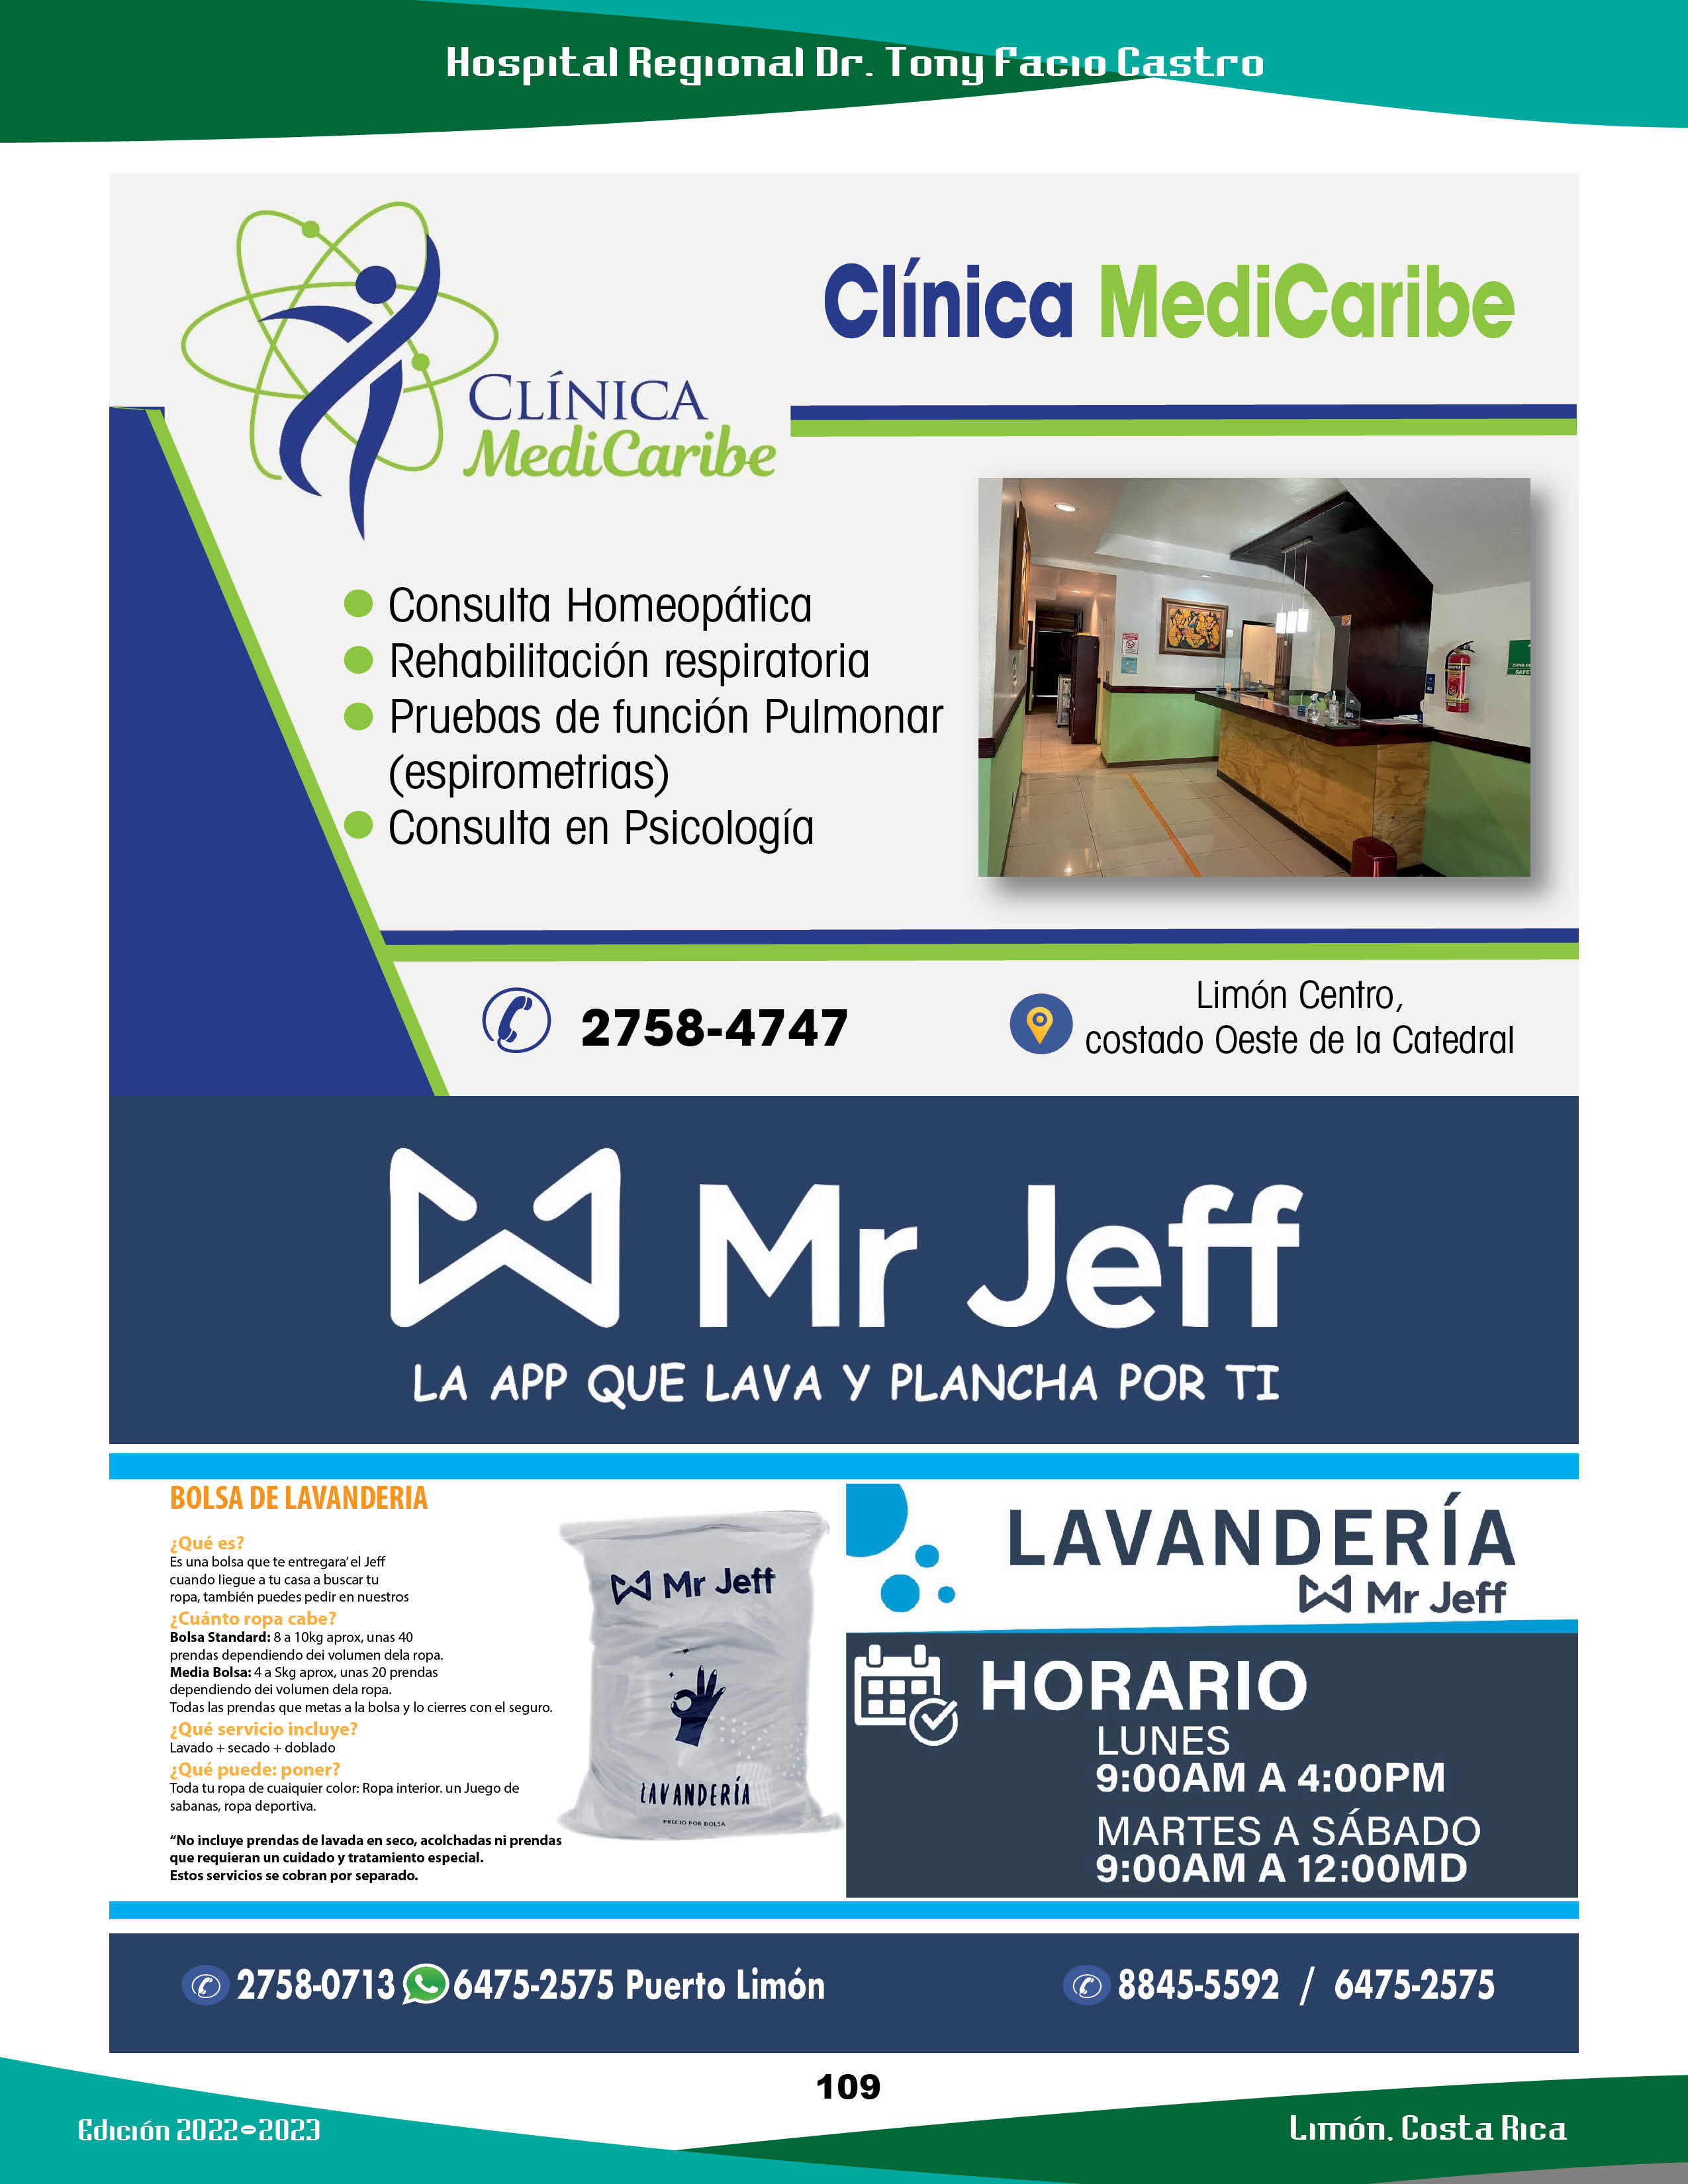 Hospital Regional Dr. Tony Facio Castro
Clínica MediCaribe
CLÍNICA
MediCaribe
Consulta Homeopática
Rehabilitación respiratoria
Pruebas de función Pulmonar
(espirometrias)
Consulta en Psicología
2758-4747
Limón Centro,
costado Oeste de la Catedral
Mr Jeff
LA APP QUE LAVA Y PLANCHA POR TI
BOLSA DE LAVANDERIA
¿Qué es?
Es una bolsa que te entregara’ el Jeff
cuando liegue a tu casa a buscar tu
ropa, también puedes pedir en nuestros
¿Cuánto ropa cabe?
Bolsa Standard: 8 a 10kg aprox, unas 40
prendas dependiendo dei volumen dela ropa.
Media Bolsa: 4 a Skg aprox, unas 20 prendas
dependiendo dei volumen dela ropa.
Todas las prendas que metas a la bolsa y lo cierres con el seguro.
¿Qué servicio incluye?
Lavado + secado + doblado
¿Qué puede: poner?
Toda tu ropa de cuaiquier color: Ropa interior. un Juego de
sabanas, ropa deportiva.
“No incluye prendas de lavada en seco, acolchadas ni prendas
que requieran un cuidado y tratamiento especial.
Estos servicios se cobran por separado.
Mr Jeff
LAVANDERÍA
PRECIO POR BOLSA
LAVANDERÍA
Mr Jeff
HORARIO
LUNES
9:00AM A 4:00PM
MARTES A SÁBADO
9:00AM A 12:00MD
2758-0713 6475-2575 Puerto Limón
8845-5592 / 6475-2575
109
Edición 2022-2023
Limón, Costa Rica